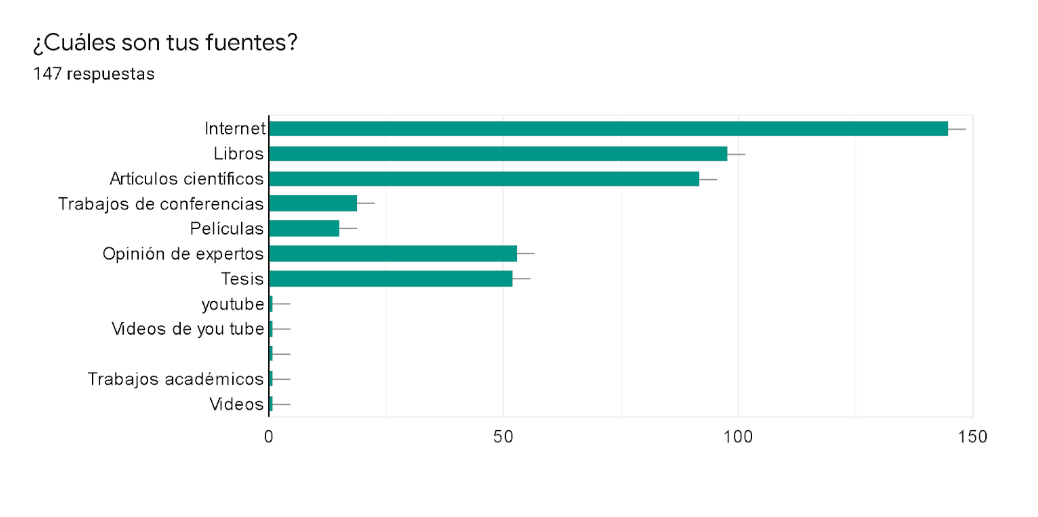 ¿Cuáles son tus fuentes?
147 respuestas
Internet
Libros
Artículos científicos
Trabajos de conferencias
Películas
Opinión de expertos
Tesis
youtube
Videos de you tube
Trabajos académicos
Videos
0 50 100 150